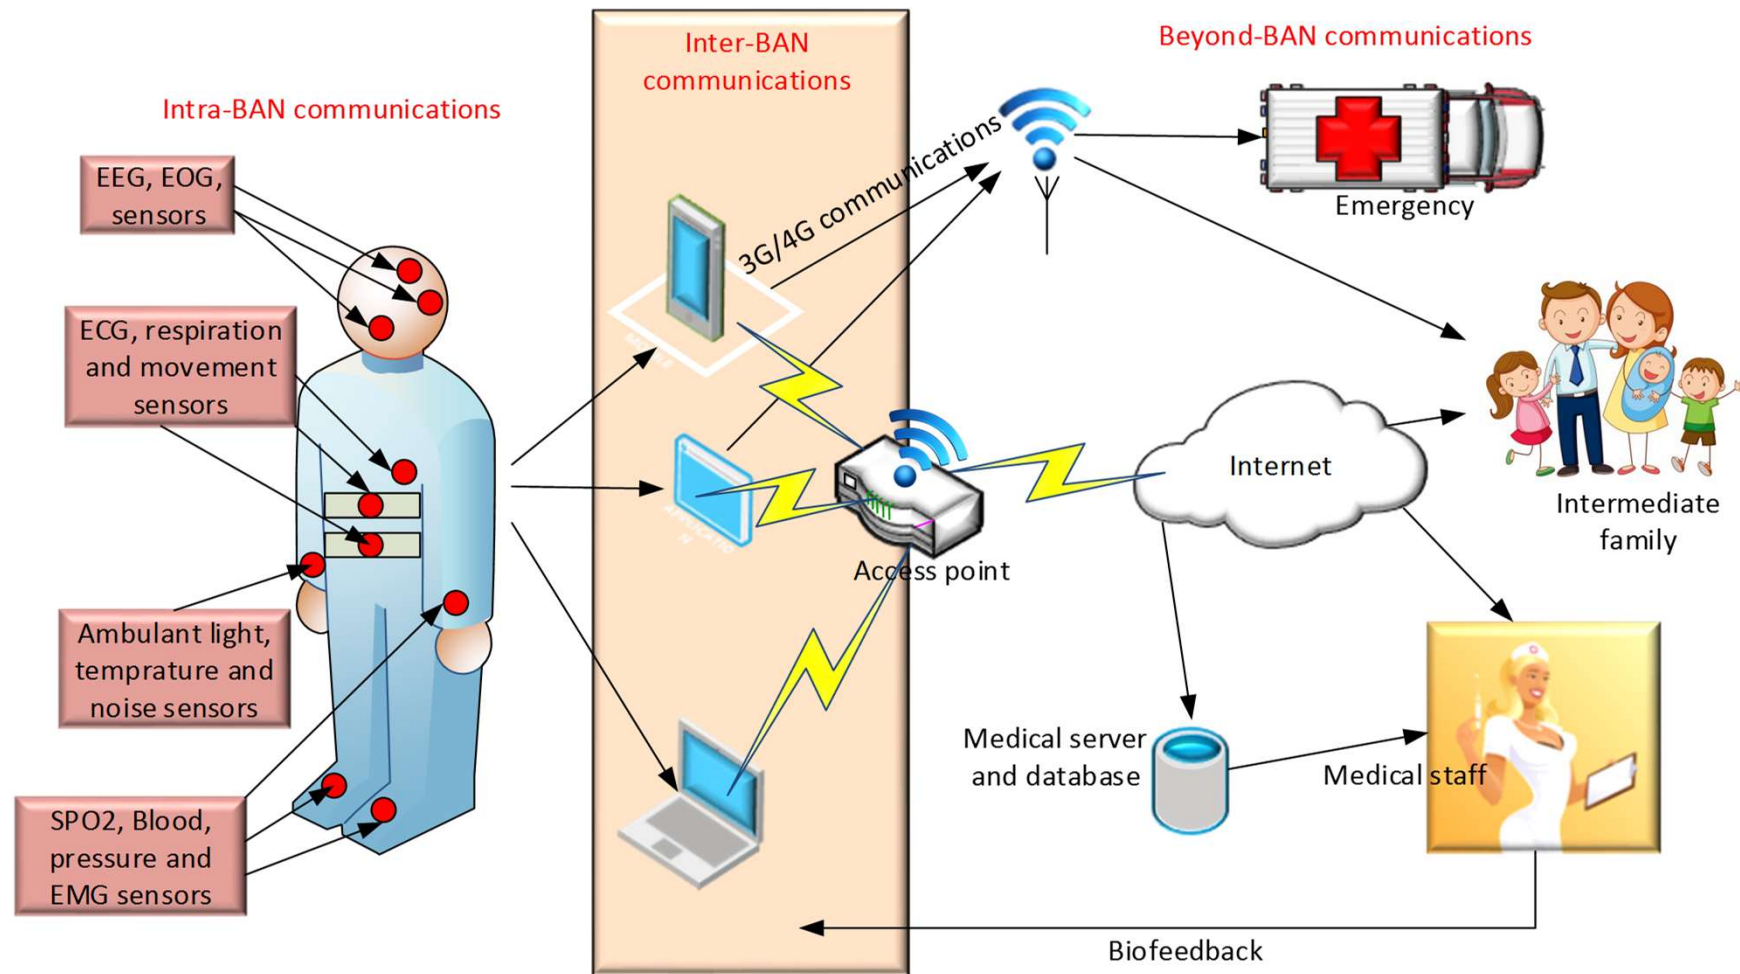 Intra-BAN communications
EEG, EOG,
sensors
ECG, respiration
and movement
sensors
Ambulant light,
temprature and
noise sensors
SPO2, Blood,
pressure and
EMG sensors
Inter-BAN
communications
3G/4G communications
MOBILE
APPLICATIO
N
Access point
Beyond-BAN communications
Emergency
Internet
Intermediate
family
Medical server
and database
Medical staff
Biofeedback